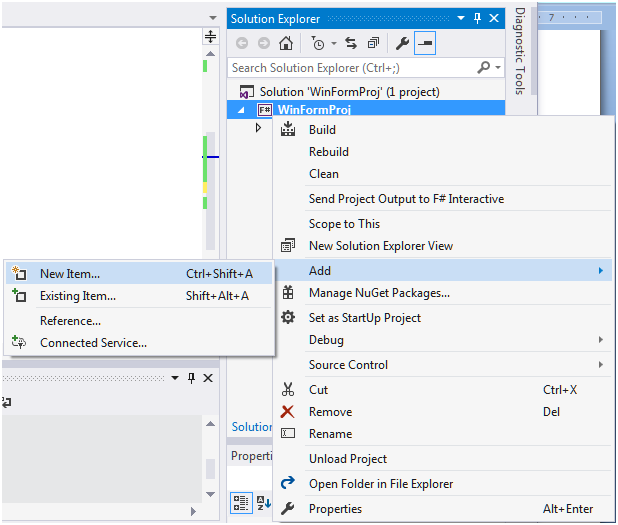 Solution Explorer
Search Solution Explorer (Ctrl+;)
Solution 'WinFormProj' (1 project)
F# WinFormProj
Build
Rebuild
Clean
Send Project Output to F# Interactive
Scope to This
New Solution Explorer View
Add
Manage NuGet Packages...
Set as StartUp Project
Debug
Source Control
Cut Ctrl+X
Remove Del
Rename
Unload Project
Open Folder in File Explorer
Properties Alt+Enter
New Item... Ctrl+Shift+A
Existing Item... Shift+Alt+A
Reference...
Connected Service...
Solution
Properti
Diagnostic Tools
7